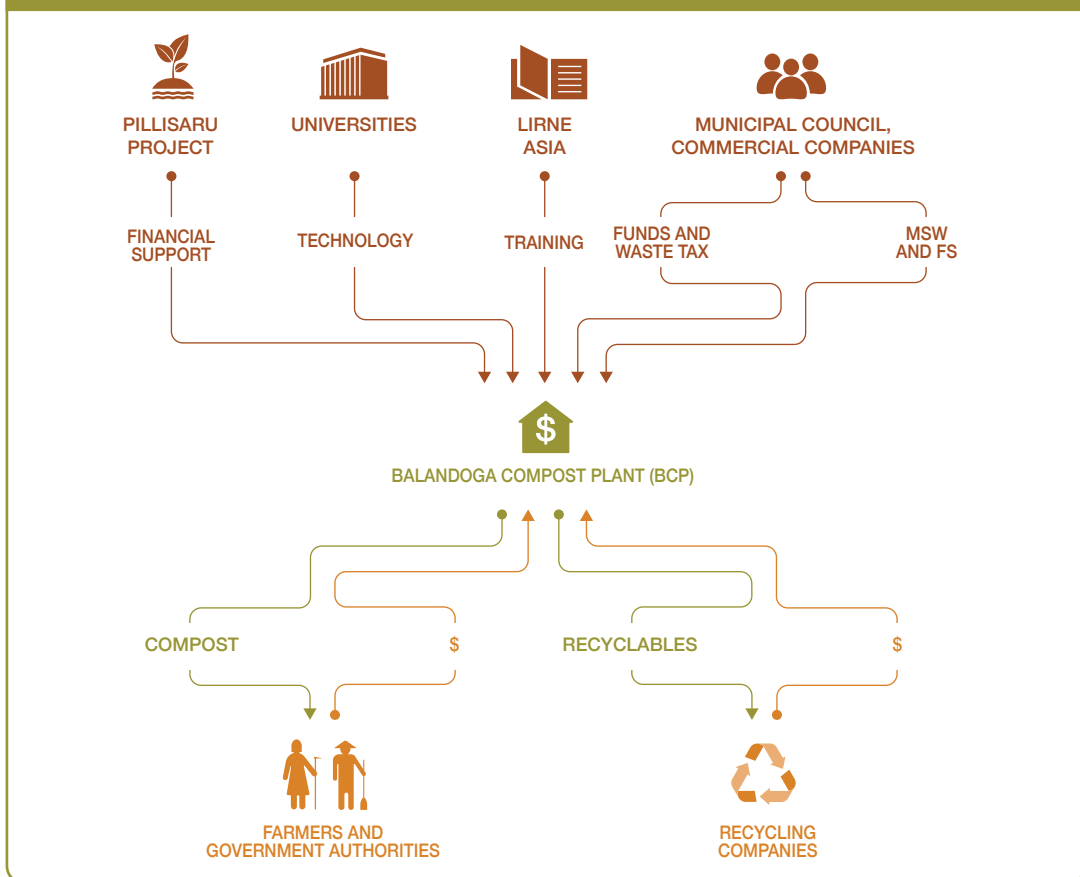 PILLISARU
PROJECT
UNIVERSITIES
LIRNE
ASIA
MUNICIPAL COUNCIL,
COMMERCIAL COMPANIES
FINANCIAL
SUPPORT
TECHNOLOGY
TRAINING
FUNDS AND
WASTE TAX
MSW
AND FS
$
BALANDOGA COMPOST PLANT (BCP)
COMPOST
$
RECYCLABLES
$
FARMERS AND
GOVERNMENT AUTHORITIES
RECYCLING
COMPANIES